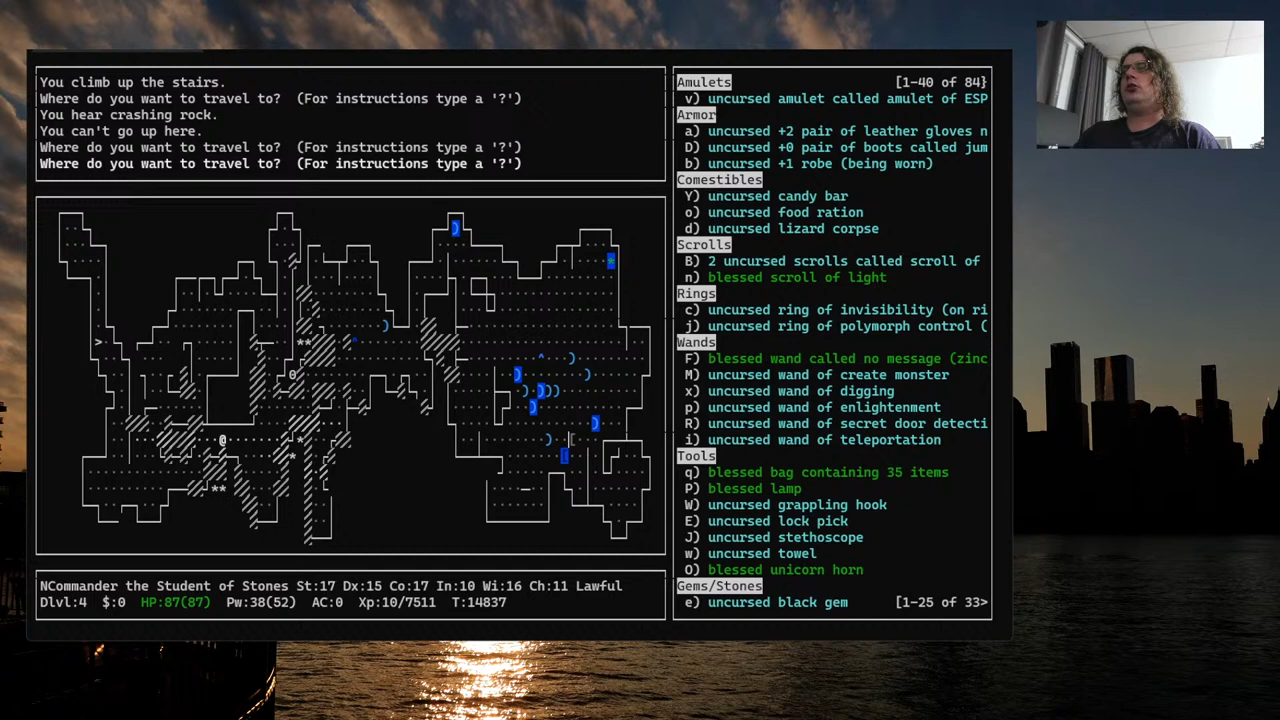 You climb up the stairs.
Where do you want to travel to?  (For instructions type a '?')
You hear crashing rock.
You can't go up here.
Where do you want to travel to?  (For instructions type a '?')
Where do you want to travel to?  (For instructions type a '?')
NCommander the Student of Stones St:17 Dx:15 Co:17 In:10 Wi:16 Ch:11 Lawful
Dlvl:4  $:0  HP:87(87)  Pw:38(52)  AC:0  Xp:10/7511  T:14837
Amulets [1-40 of 84}
v) uncursed amulet called amulet of ESP
Armor
a) uncursed +2 pair of leather gloves n
D) uncursed +0 pair of boots called jum
b) uncursed +1 robe (being worn)
Comestibles
Y) uncursed candy bar
o) uncursed food ration
d) uncursed lizard corpse
Scrolls
B) 2 uncursed scrolls called scroll of
n) blessed scroll of light
Rings
c) uncursed ring of invisibility (on ri
j) uncursed ring of polymorph control (
Wands
F) blessed wand called no message (zinc
M) uncursed wand of create monster
x) uncursed wand of digging
p) uncursed wand of enlightenment
R) uncursed wand of secret door detecti
i) uncursed wand of teleportation
Tools
q) blessed bag containing 35 items
P) blessed lamp
W) uncursed grappling hook
E) uncursed lock pick
J) uncursed stethoscope
w) uncursed towel
O) blessed unicorn horn
Gems/Stones
e) uncursed black gem [1-25 of 33>